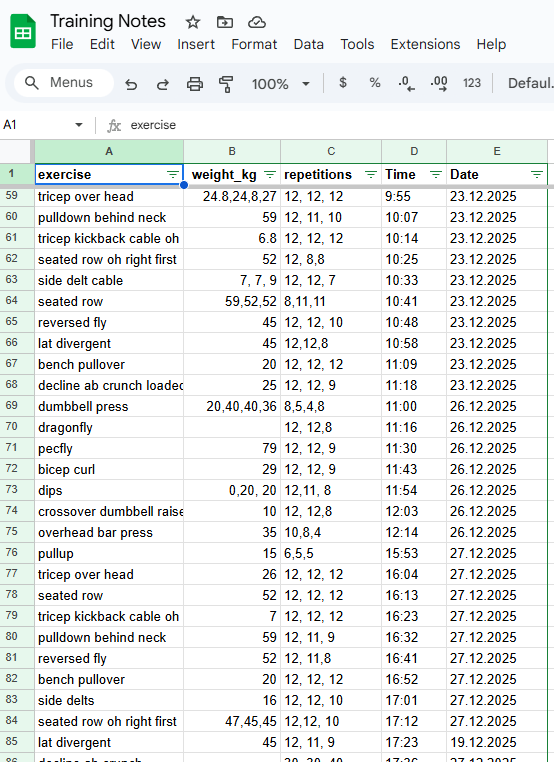 Training Notes
File Edit View Insert Format Data Tools Extensions Help
Menus 100% $ % .0 .00 123 Defaul.
A1 fx exercise
A B C D E
1 exercise weight_kg repetitions Time Date
59 tricep over head 24.8,24,8,27 12, 12, 12 9:55 23.12.2025
60 pulldown behind neck 59 12, 11, 10 10:07 23.12.2025
61 tricep kickback cable oh 6.8 12, 12, 12 10:14 23.12.2025
62 seated row oh right first 52 12, 8,8 10:25 23.12.2025
63 side delt cable 7, 7, 9 12, 12, 7 10:33 23.12.2025
64 seated row 59,52,52 8,11,11 10:41 23.12.2025
65 reversed fly 45 12, 12, 10 10:48 23.12.2025
66 lat divergent 45 12,12,8 10:58 23.12.2025
67 bench pullover 20 12, 12, 12 11:09 23.12.2025
68 decline ab crunch loaded 25 12, 12, 9 11:18 23.12.2025
69 dumbbell press 20,40,40,36 8,5,4,8 11:00 26.12.2025
70 dragonfly 12, 12,8 11:16 26.12.2025
71 pecfly 79 12, 12, 9 11:30 26.12.2025
72 bicep curl 29 12, 12, 9 11:43 26.12.2025
73 dips 0,20, 20 12,11, 8 11:54 26.12.2025
74 crossover dumbbell raise 10 12, 12,8 12:03 26.12.2025
75 overhead bar press 35 10,8,4 12:14 26.12.2025
76 pullup 15 6,5,5 15:53 27.12.2025
77 tricep over head 26 12, 12, 12 16:04 27.12.2025
78 seated row 52 12, 12, 12 16:13 27.12.2025
79 tricep kickback cable oh 7 12, 12, 12 16:23 27.12.2025
80 pulldown behind neck 59 12, 11, 9 16:32 27.12.2025
81 reversed fly 52 12, 11,8 16:41 27.12.2025
82 bench pullover 20 12, 12, 12 16:52 27.12.2025
83 side delts 16 12, 12, 10 17:01 27.12.2025
84 seated row oh right first 47,45,45 12,12, 10 17:12 27.12.2025
85 lat divergent 45 12, 11, 9 17:23 19.12.2025